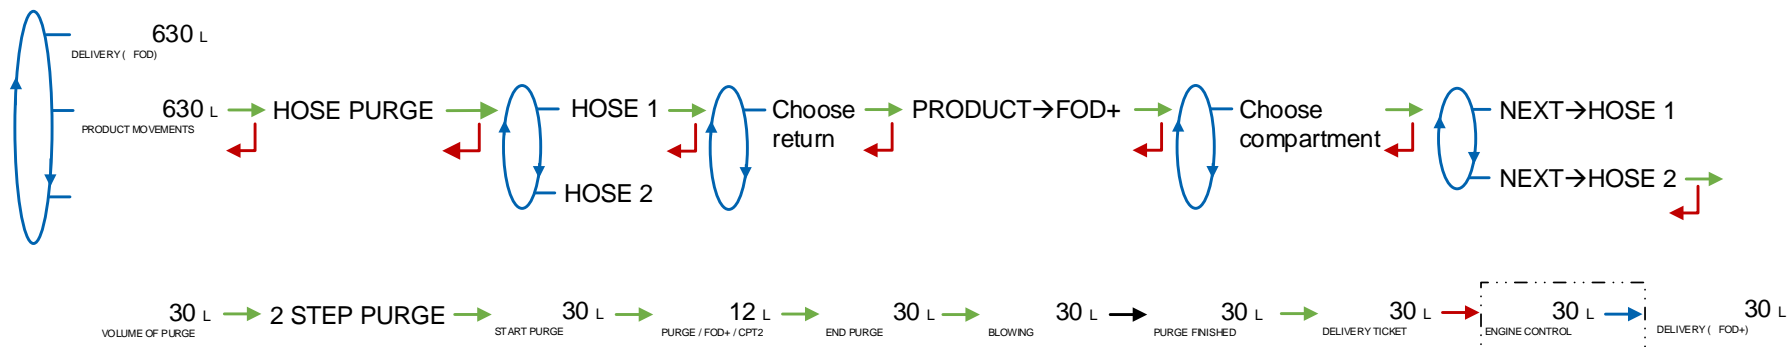 630 L
DELIVERY ( FOD)
630 L
PRODUCT MOVEMENTS
HOSE PURGE
HOSE 1
HOSE 2
Choose
return
PRODUCT→FOD+
Choose
compartment
NEXT→HOSE 1
NEXT→HOSE 2
30 L
VOLUME OF PURGE
2 STEP PURGE
30 L
START PURGE
12 L
PURGE / FOD+ / CPT2
30 L
END PURGE
30 L
BLOWING
30 L
PURGE FINISHED
30 L
DELIVERY TICKET
30 L
ENGINE CONTROL
30 L
DELIVERY ( FOD+)